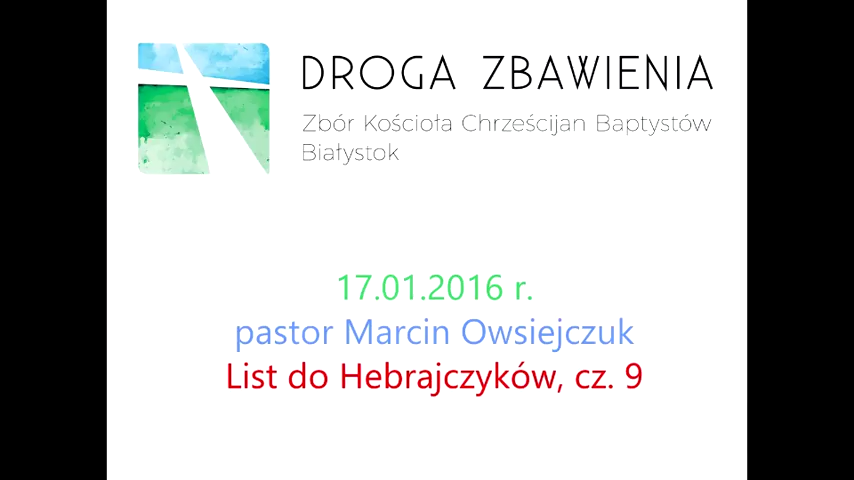 DROGA ZBAWIENIA
Zbór Kościoła Chrześcijan Baptystów
Białystok
17.01.2016 r.
pastor Marcin Owsiejczuk
List do Hebrajczyków, cz. 9